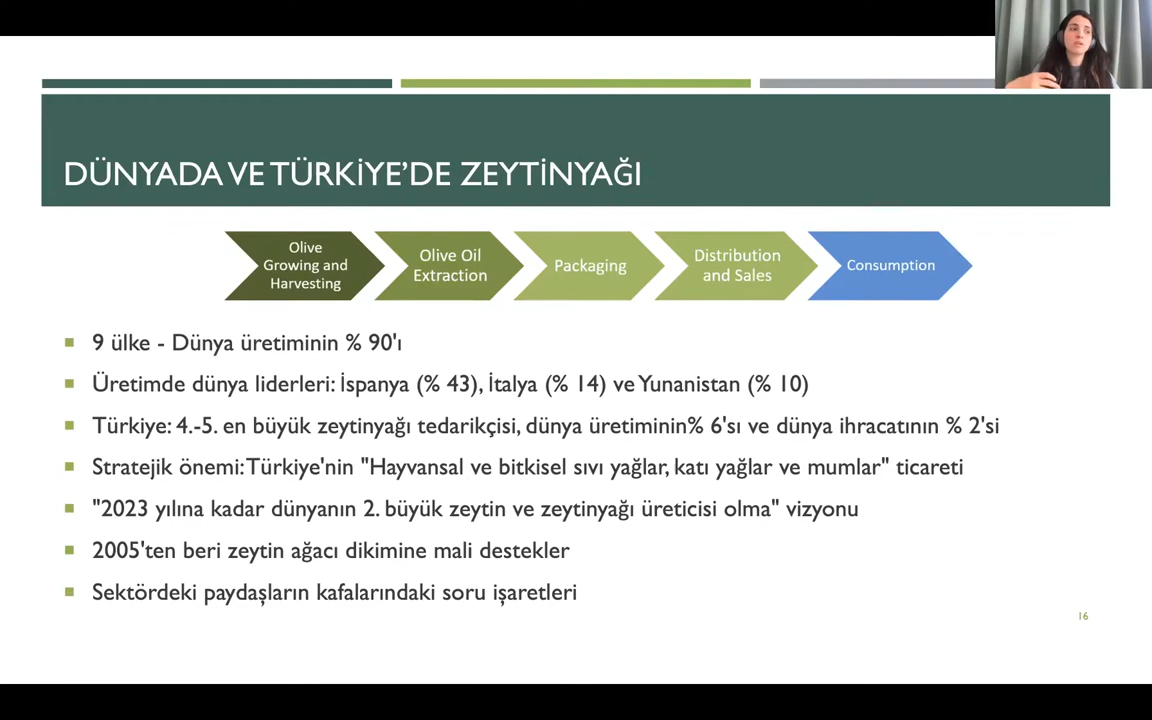 DÜNYADA VE TÜRKİYE'DE ZEYTİNYAĞI
Olive
Growing and
Harvesting
Olive Oil
Extraction
Packaging
Distribution
and Sales
Consumption
9 ülke - Dünya üretiminin % 90'ı
Üretimde dünya liderleri: İspanya (% 43), İtalya (% 14) ve Yunanistan (% 10)
Türkiye: 4.-5. en büyük zeytinyağı tedarikçisi, dünya üretiminin% 6'sı ve dünya ihracatının % 2'si
Stratejik önemi: Türkiye'nin "Hayvansal ve bitkisel sıvı yağlar, katı yağlar ve mumlar" ticareti
"2023 yılına kadar dünyanın 2. büyük zeytin ve zeytinyağı üreticisi olma" vizyonu
2005'ten beri zeytin ağacı dikimine mali destekler
Sektördeki paydaşların kafalarındaki soru işaretleri
16